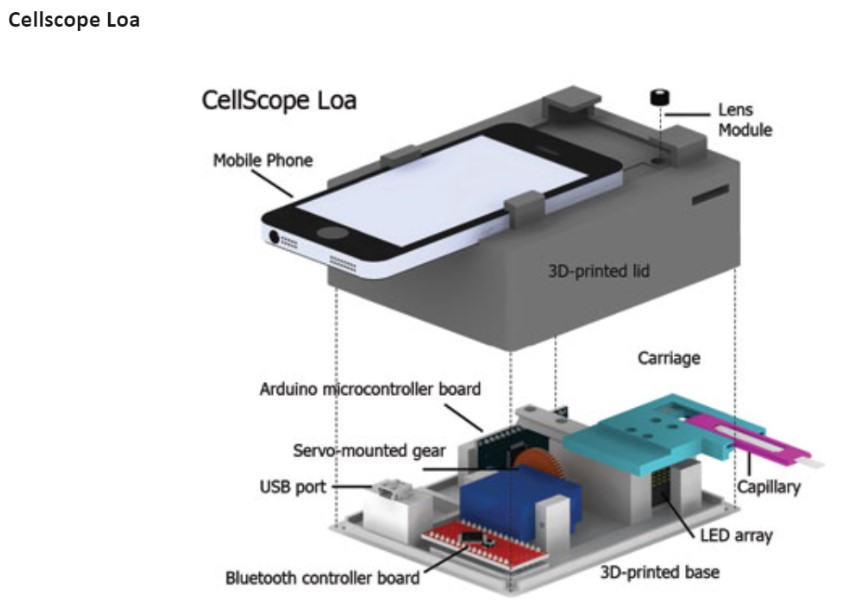 Cellscope Loa
CellScope Loa
Lens
Module
Mobile Phone
3D-printed lid
Carriage
Arduino microcontroller board
Servo-mounted gear
USB port
Capillary
LED array
3D-printed base
Bluetooth controller board